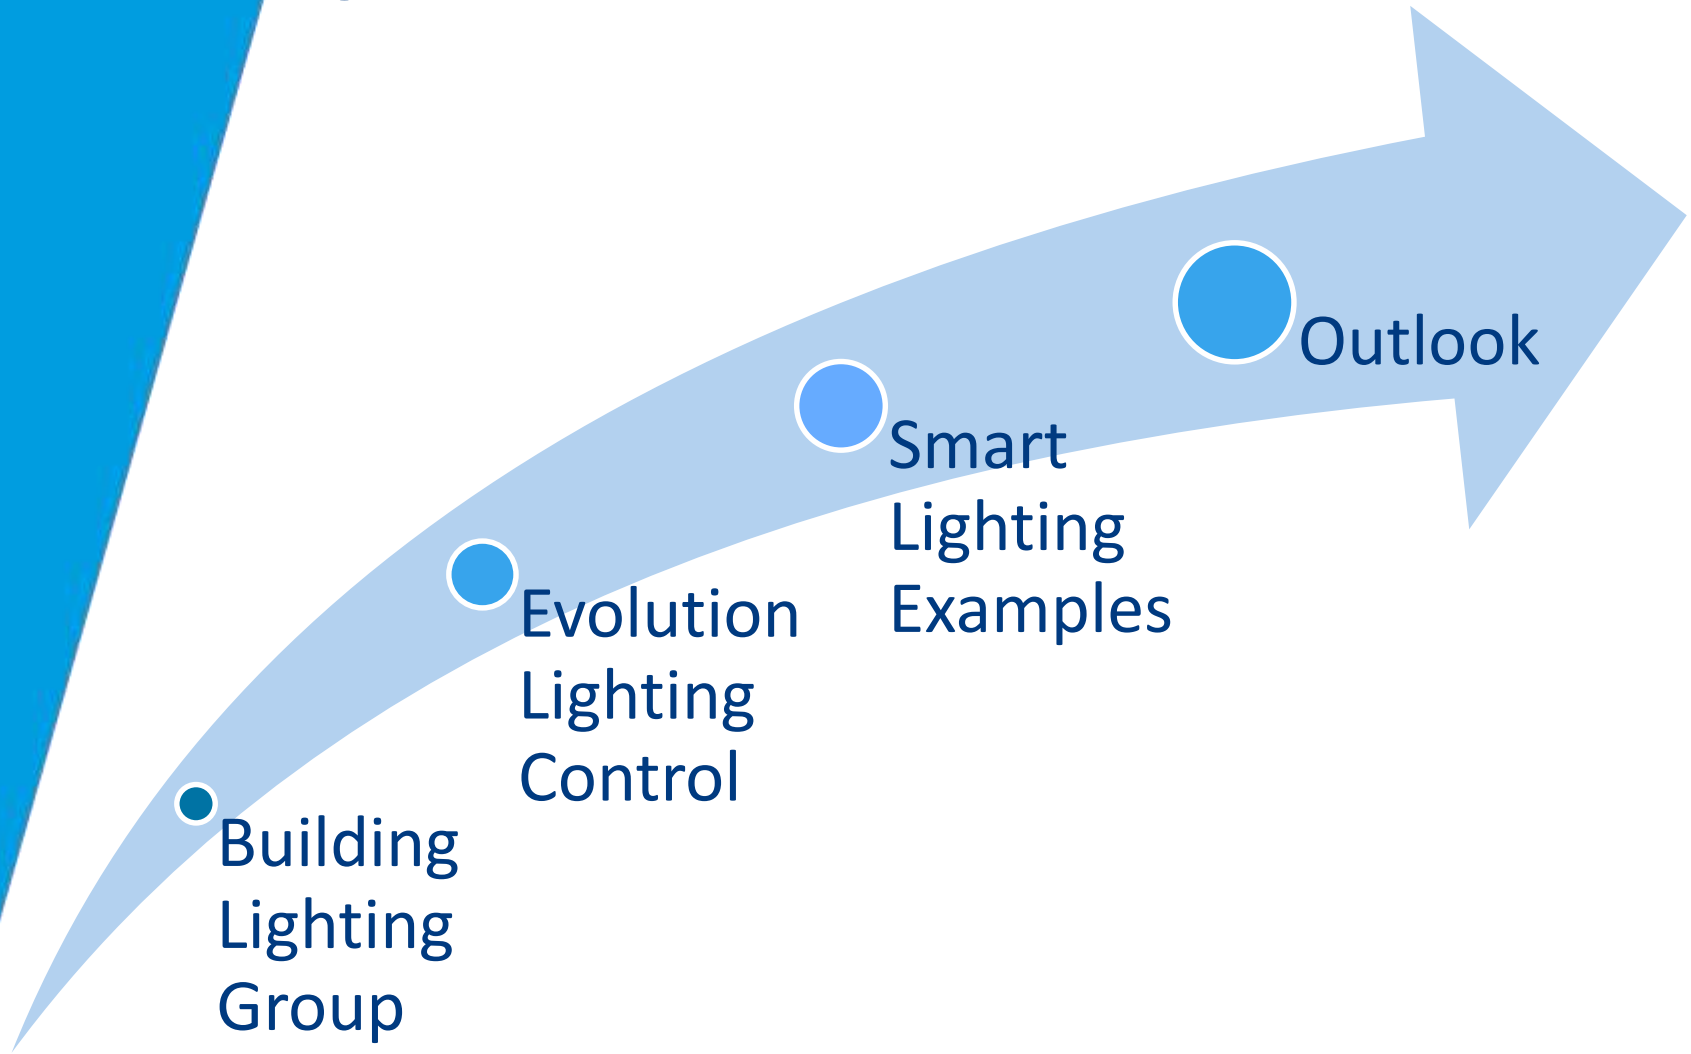 Building
Lighting
Group
Evolution
Lighting
Control
Smart
Lighting
Examples
Outlook